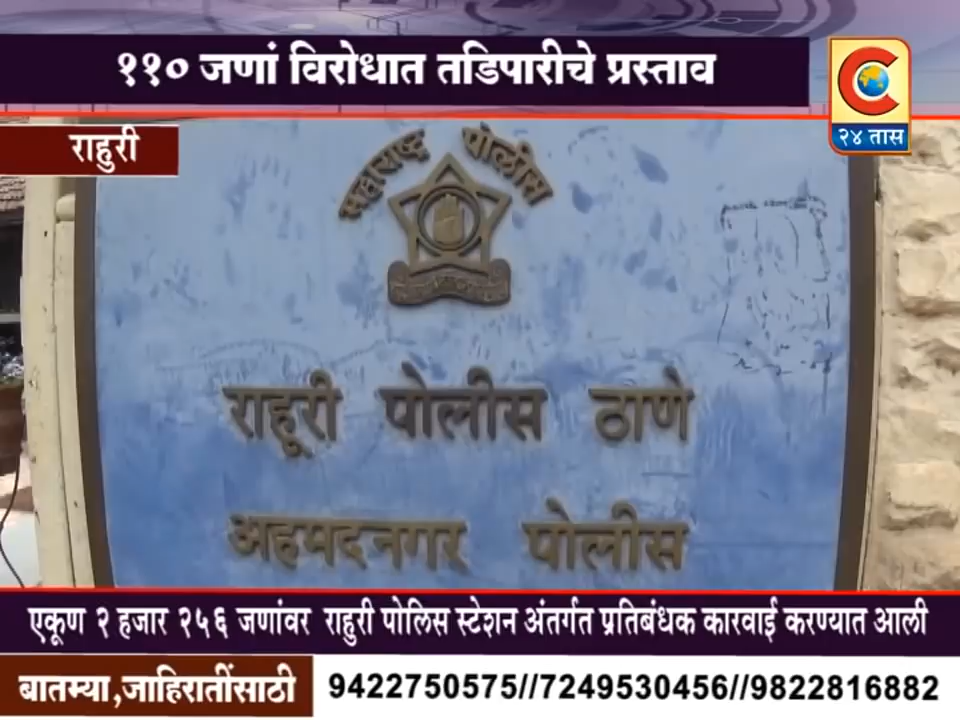 ११० जणां विरोधात तडिपारीचे प्रस्ताव
C
२४ तास
राहुरी
महाराष्ट्र पोलीस
राहूरी पोलीस ठाणे
अहमदनगर पोलीस
एकूण २ हजार २५६ जणांवर राहुरी पोलिस स्टेशन अंतर्गत प्रतिबंधक कारवाई करण्यात आली
बातम्या,जाहिरातींसाठी
9422750575//7249530456//9822816882